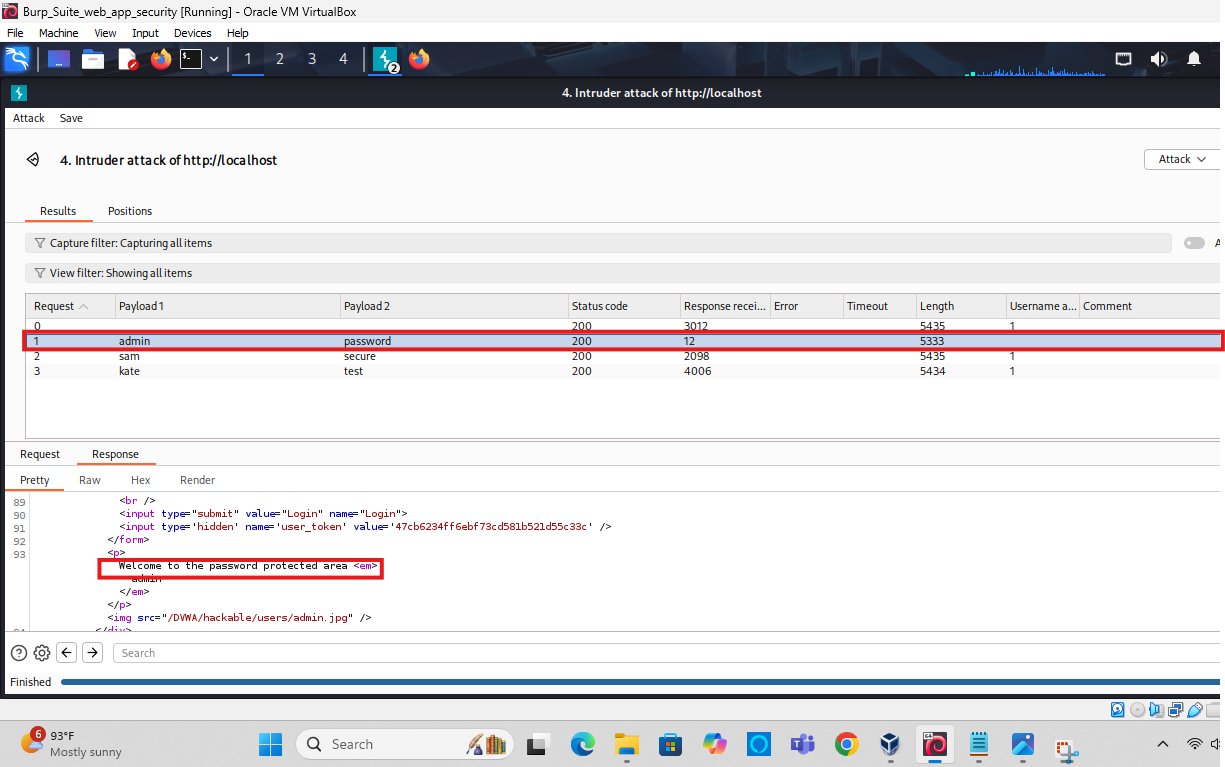 Burp_Suite_web_app_security [Running] - Oracle VM VirtualBox
File Machine View Input Devices Help
1 2 3 4 2
4. Intruder attack of http://localhost
Attack Save
4. Intruder attack of http://localhost
Attack
Results Positions
Capture filter: Capturing all items
View filter: Showing all items
Request Payload 1 Payload 2 Status code Response recei... Error Timeout Length Username a... Comment
0 200 3012 5435 1
1 admin password 200 12 5333
2 sam secure 200 2098 5435 1
3 kate test 200 4006 5434 1
Request Response
Pretty Raw Hex Render
89 <br />
90 <input type="submit" value="Login" name="Login">
91 <input type='hidden' name='user_token' value='47cb6234ff6ebf73cd581b521d55c33c' />
92 </form>
93 <p>
Welcome to the password protected area <em>
admin
</em>
</p>
<img src="/DVWA/hackable/users/admin.jpg" />
</div>
Search
Finished
6 93°F
Mostly sunny
Search
64